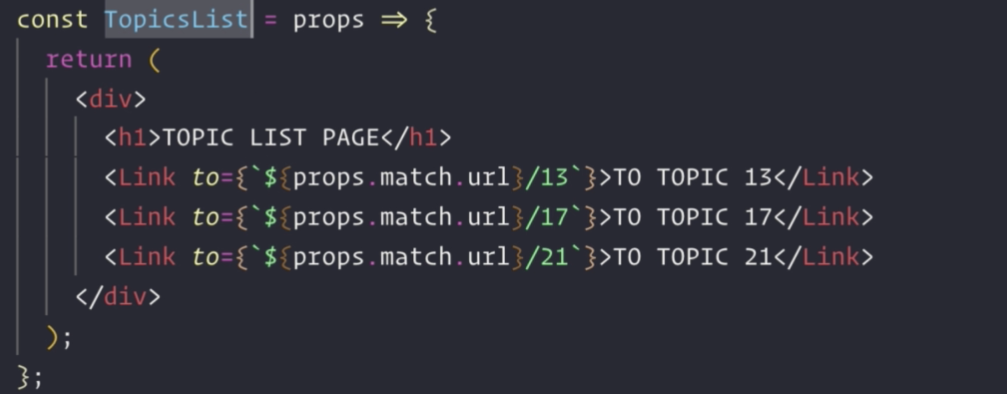 const TopicsList = props => {
return (
<div>
<h1>TOPIC LIST PAGE</h1>
<Link to={`${props.match.url}/13`}>TO TOPIC 13</Link>
<Link to={`${props.match.url}/17`}>TO TOPIC 17</Link>
<Link to={`${props.match.url}/21`}>TO TOPIC 21</Link>
</div>
);
};